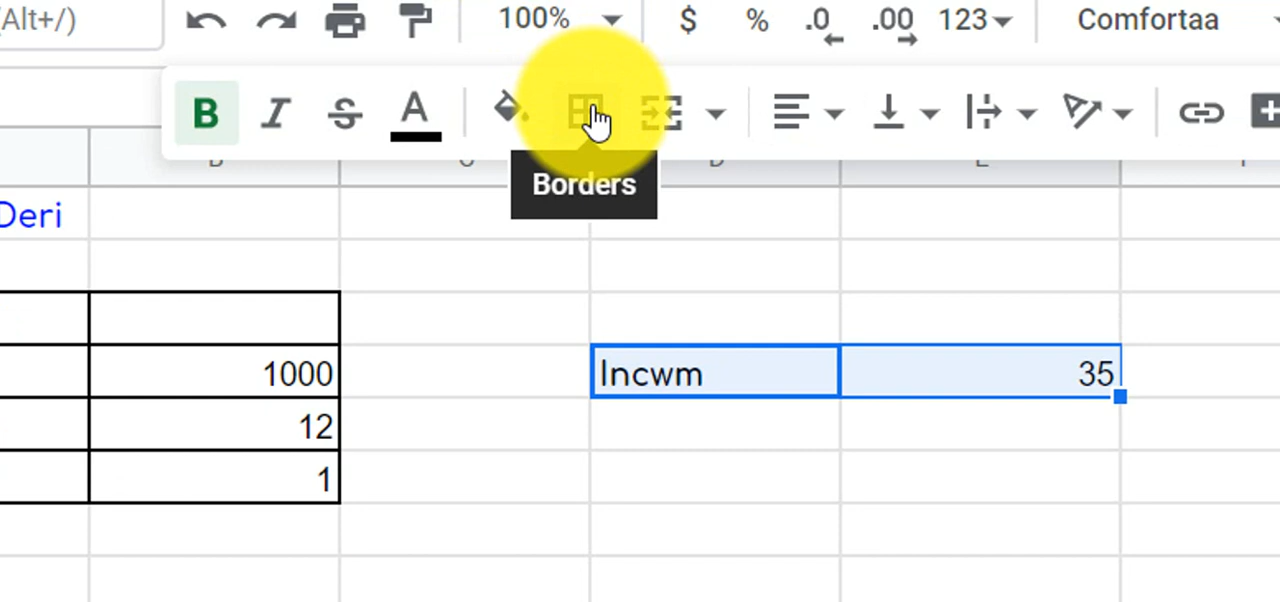 (Alt+/)
100% $ % .0 .00 123 Comfortaa
B I S A
Borders
B C D E
Deri
1000 Incwm 35
12
1